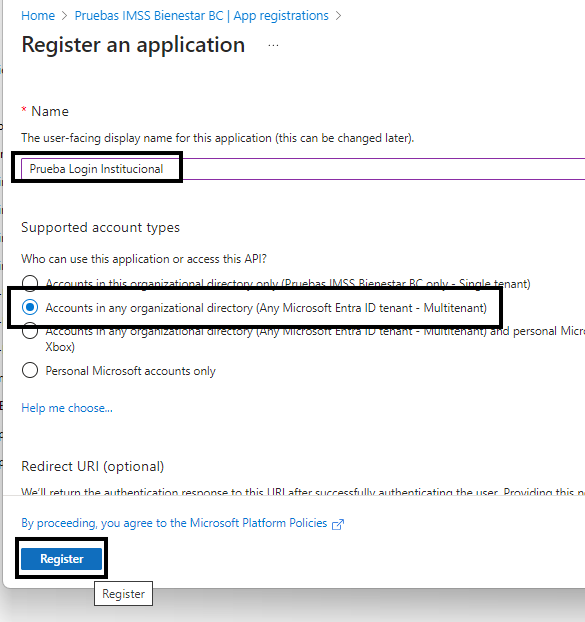 Home > Pruebas IMSS Bienestar BC | App registrations >
Register an application ...
* Name
The user-facing display name for this application (this can be changed later).
Prueba Login Institucional
Supported account types
Who can use this application or access this API?
Accounts in this organizational directory only (Pruebas IMSS Bienestar BC only - Single tenant)
Accounts in any organizational directory (Any Microsoft Entra ID tenant - Multitenant)
Accounts in any organizational directory (Any Microsoft Entra ID tenant - Multitenant) and personal Micro
Xbox)
Personal Microsoft accounts only
Help me choose...
Redirect URI (optional)
We'll return the authentication response to this URI after successfully authenticating the user. Providing this n
By proceeding, you agree to the Microsoft Platform Policies
Register
Register